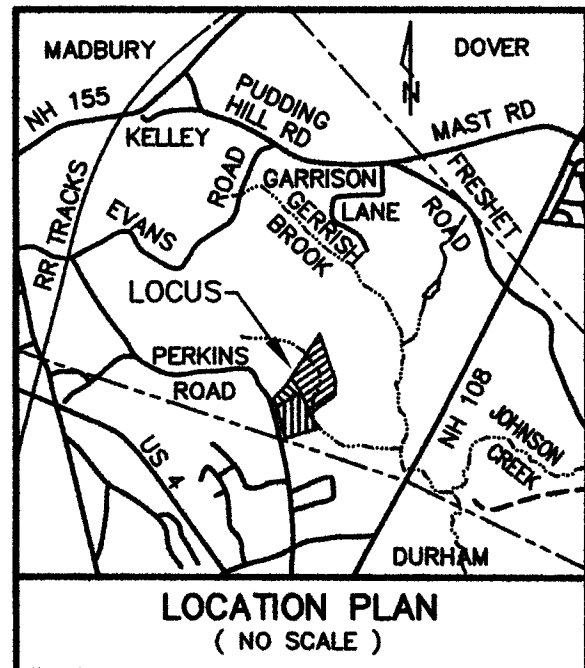 MADBURY
DOVER
N
NH 155
KELLEY
PUDDING
HILL RD
MAST RD
GARRISON
LANE
GERRISH
BROOK
FRESHET
ROAD
EVANS
ROAD
RR TRACKS
LOCUS
PERKINS
ROAD
US 4
NH 108
JOHNSON
CREEK
DURHAM
LOCATION PLAN
( NO SCALE )